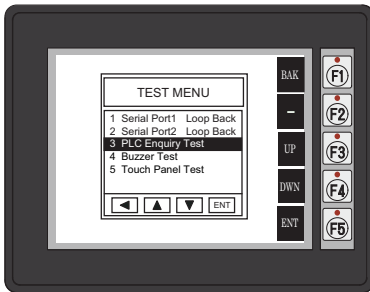 TEST MENU
1 Serial Port1 Loop Back
2 Serial Port2 Loop Back
3 PLC Enquiry Test
4 Buzzer Test
5 Touch Panel Test
ENT
BAK
–
UP
DWN
ENT
F1
F2
F3
F4
F5